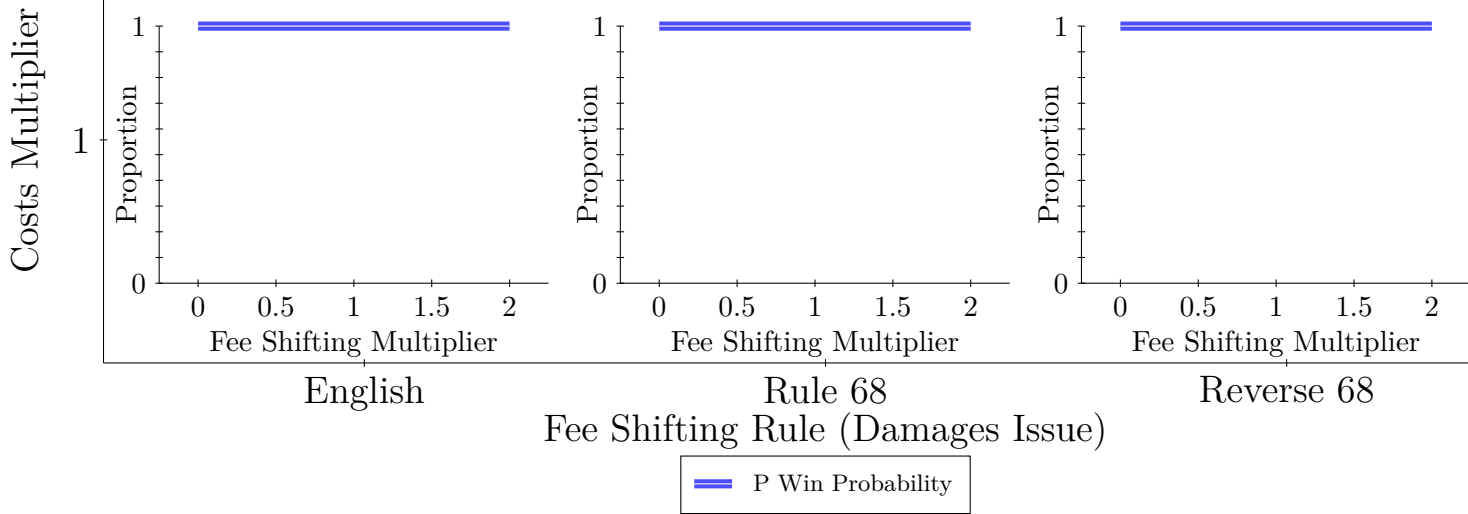 Costs Multiplier
1
Proportion
1
0
0 0.5 1 1.5 2
Fee Shifting Multiplier
English
Proportion
1
0
0 0.5 1 1.5 2
Fee Shifting Multiplier
Rule 68
Proportion
1
0
0 0.5 1 1.5 2
Fee Shifting Multiplier
Reverse 68
Fee Shifting Rule (Damages Issue)
P Win Probability